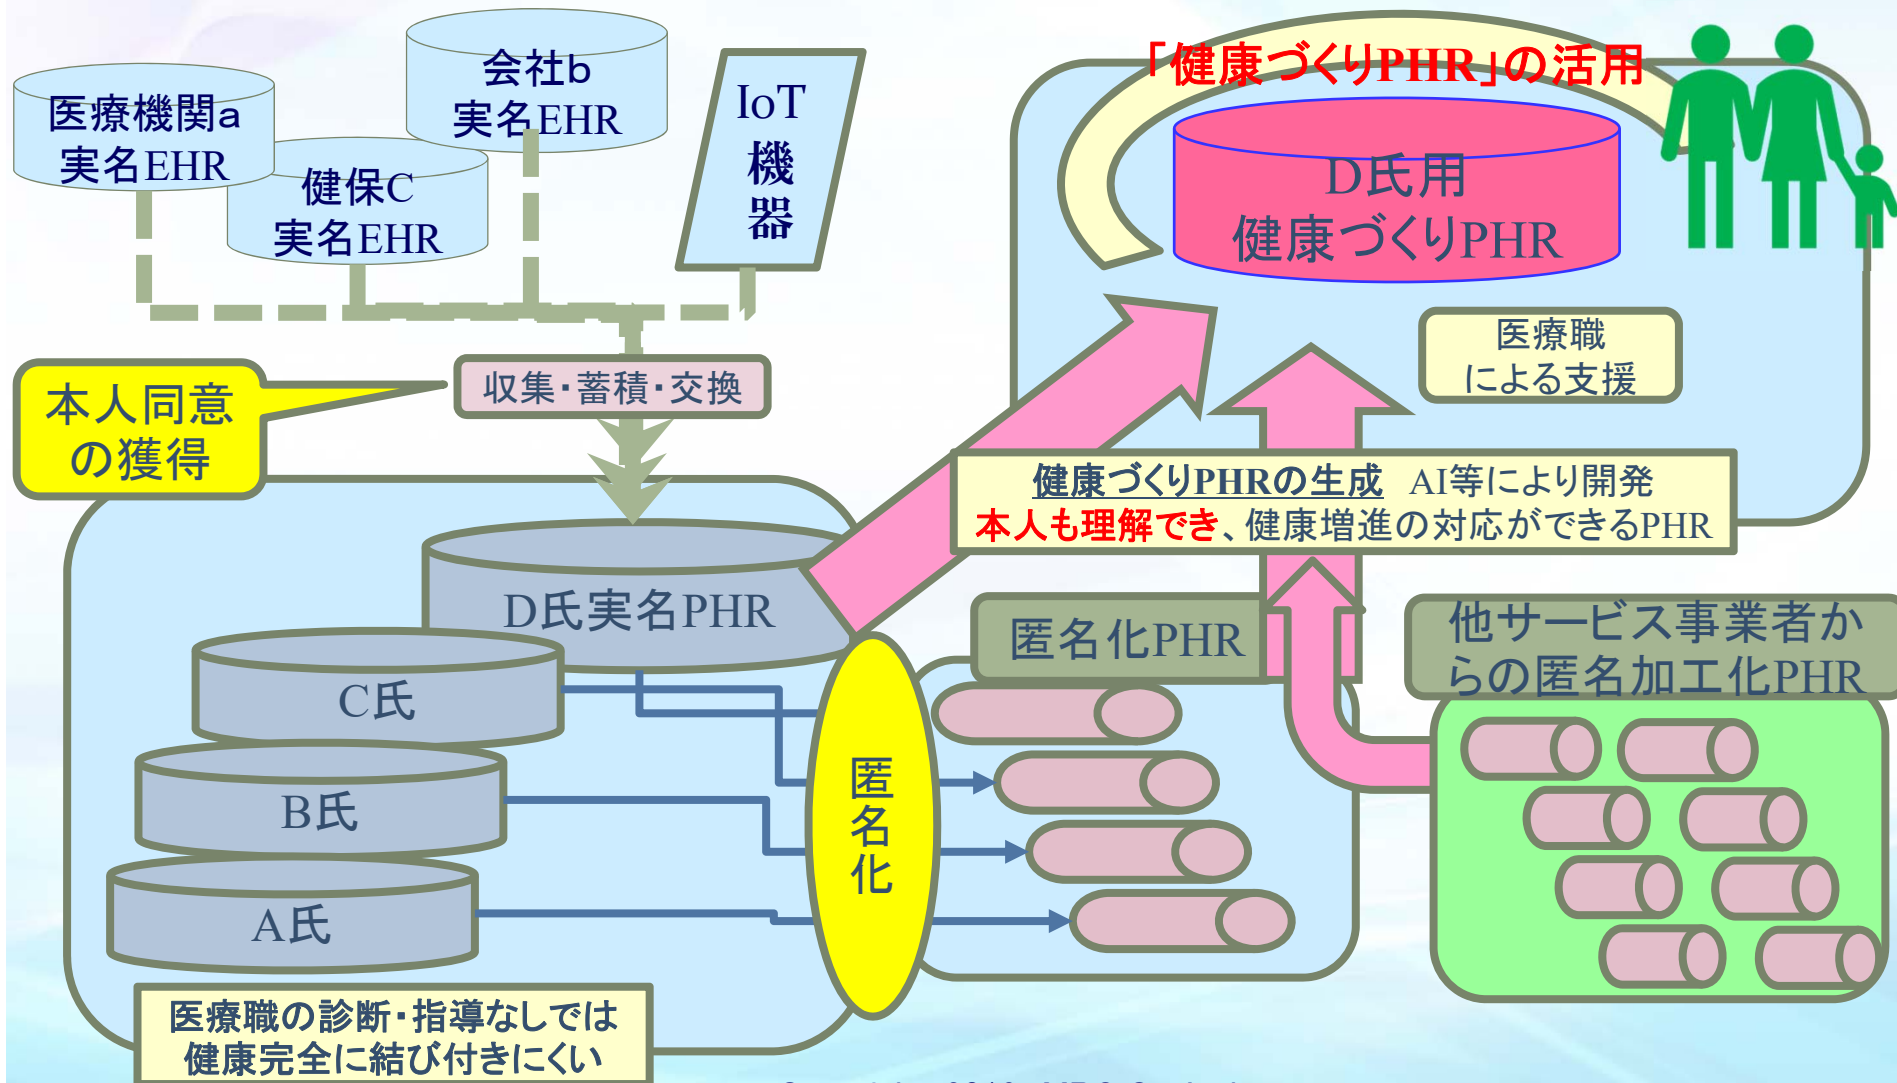 医療機関a
実名EHR
会社b
実名EHR
健保C
実名EHR
IoT
機
器
「健康づくりPHR」の活用
D氏用
健康づくりPHR
医療職
による支援
収集・蓄積・交換
本人同意
の獲得
健康づくりPHRの生成 AI等により開発
本人も理解でき、健康増進の対応ができるPHR
D氏実名PHR
C氏
B氏
A氏
匿
名
化
匿名化PHR
他サービス事業者か
らの匿名加工化PHR
医療職の診断・指導なしでは
健康完全に結び付きにくい